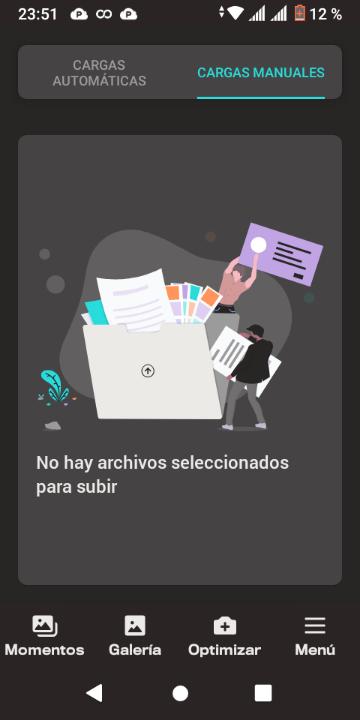 23:51
12 %
CARGAS
AUTOMÁTICAS
CARGAS MANUALES
No hay archivos seleccionados
para subir
Momentos
Galería
Optimizar
Menú